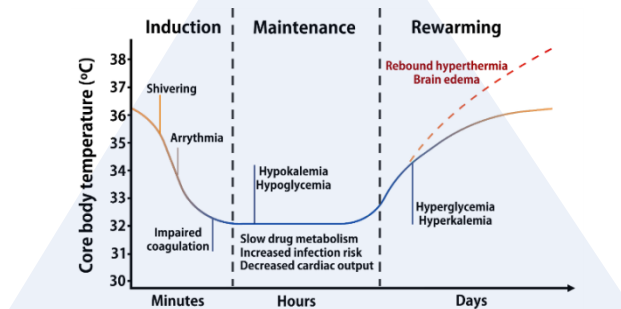 Induction
Maintenance
Rewarming
Core body temperature (ºC)
38
37
36
35
34
33
32
31
30
Shivering
Arrythmia
Impaired
coagulation
Hypokalemia
Hypoglycemia
Slow drug metabolism
Increased infection risk
Decreased cardiac output
Rebound hyperthermia
Brain edema
Hyperglycemia
Hyperkalemia
Minutes
Hours
Days